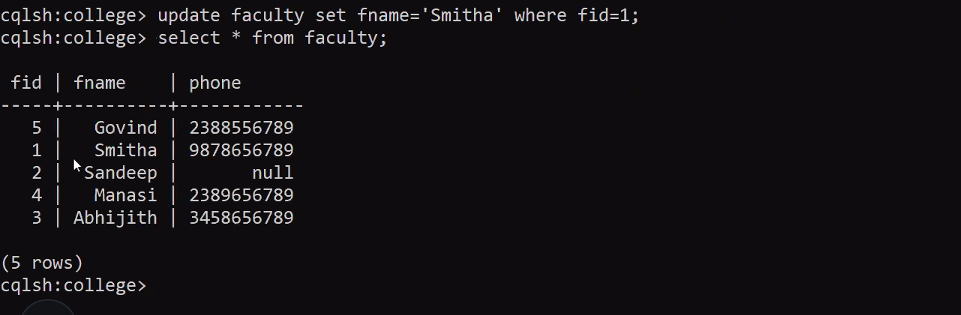 cqlsh:college> update faculty set fname='Smitha' where fid=1;
cqlsh:college> select * from faculty;
fid | fname | phone
-----+----------+------------
5 | Govind | 2388556789
1 | Smitha | 9878656789
2 | Sandeep | null
4 | Manasi | 2389656789
3 | Abhijith | 3458656789
(5 rows)
cqlsh:college>